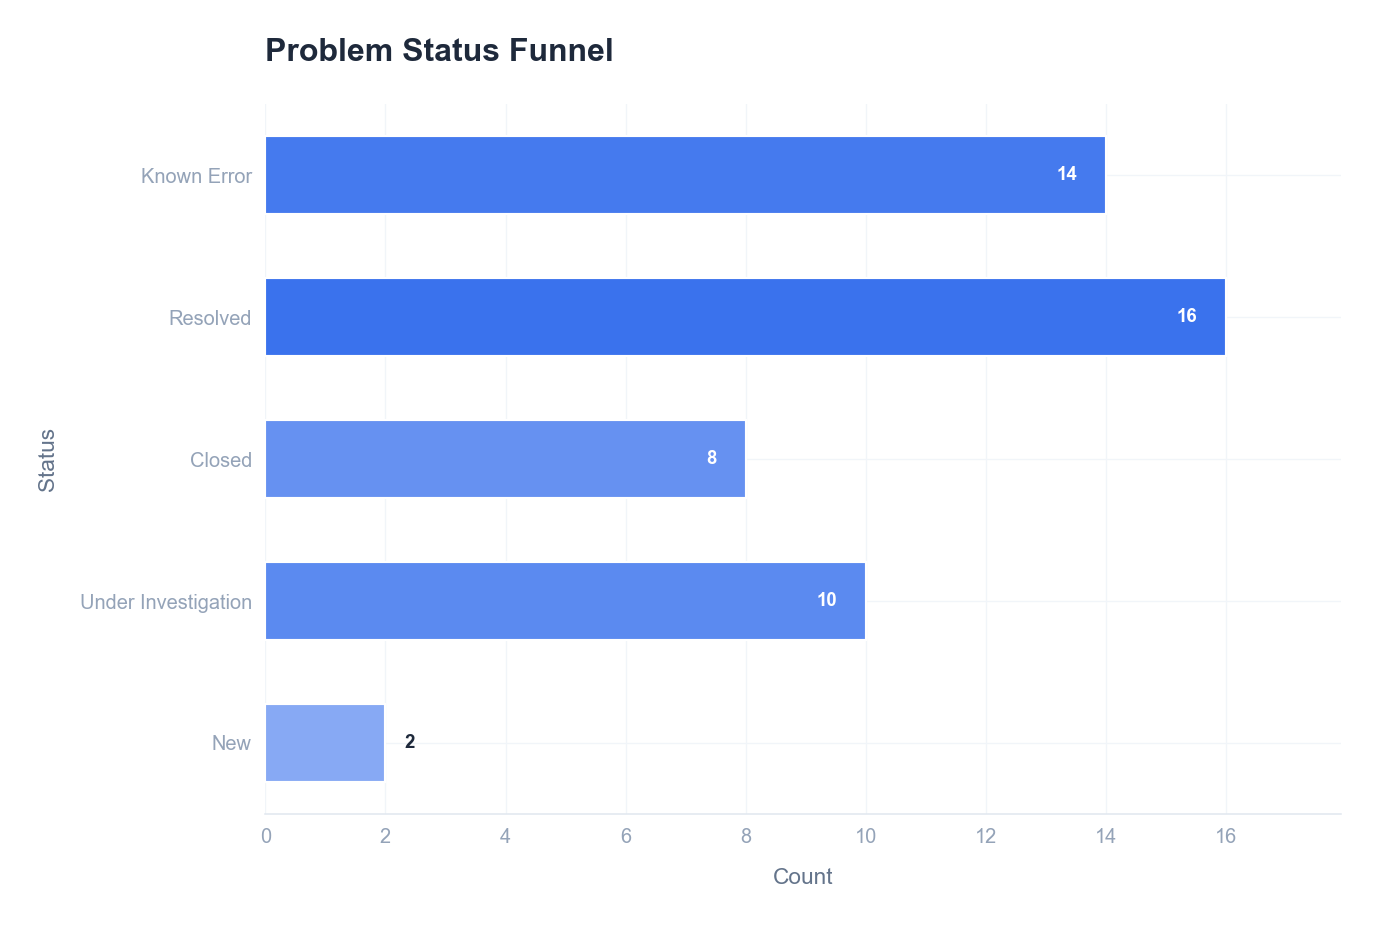 Problem Status Funnel
Known Error
14
Resolved
16
Closed
8
Under Investigation
10
New
2
Status
0 2 4 6 8 10 12 14 16
Count